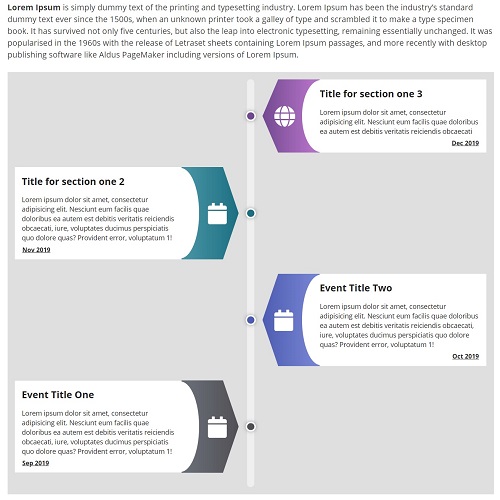 Lorem Ipsum is simply dummy text of the printing and typesetting industry. Lorem Ipsum has been the industry's standard
dummy text ever since the 1500s, when an unknown printer took a galley of type and scrambled it to make a type specimen
book. It has survived not only five centuries, but also the leap into electronic typesetting, remaining essentially unchanged. It was
popularised in the 1960s with the release of Letraset sheets containing Lorem Ipsum passages, and more recently with desktop
publishing software like Aldus PageMaker including versions of Lorem Ipsum.
Title for section one 3
Lorem ipsum dolor sit amet, consectetur
adipisicing elit. Nesciunt eum facilis quae doloribus
ea autem est debitis veritatis reiciendis obcaecati
Dec 2019
Title for section one 2
Lorem ipsum dolor sit amet, consectetur
adipisicing elit. Nesciunt eum facilis quae
doloribus ea autem est debitis veritatis reiciendis
obcaecati, iure, voluptates ducimus perspiciatis
quo dolore quas? Provident error, voluptatum 1!
Nov 2019
Event Title Two
Lorem ipsum dolor sit amet, consectetur
adipisicing elit. Nesciunt eum facilis quae doloribus
ea autem est debitis veritatis reiciendis obcaecati,
iure, voluptates ducimus perspiciatis quo dolore
quas? Provident error, voluptatum 1!
Oct 2019
Event Title One
Lorem ipsum dolor sit amet, consectetur
adipisicing elit. Nesciunt eum facilis quae
doloribus ea autem est debitis veritatis reiciendis
obcaecati, iure, voluptates ducimus perspiciatis
quo dolore quas? Provident error, voluptatum 1!
Sep 2019